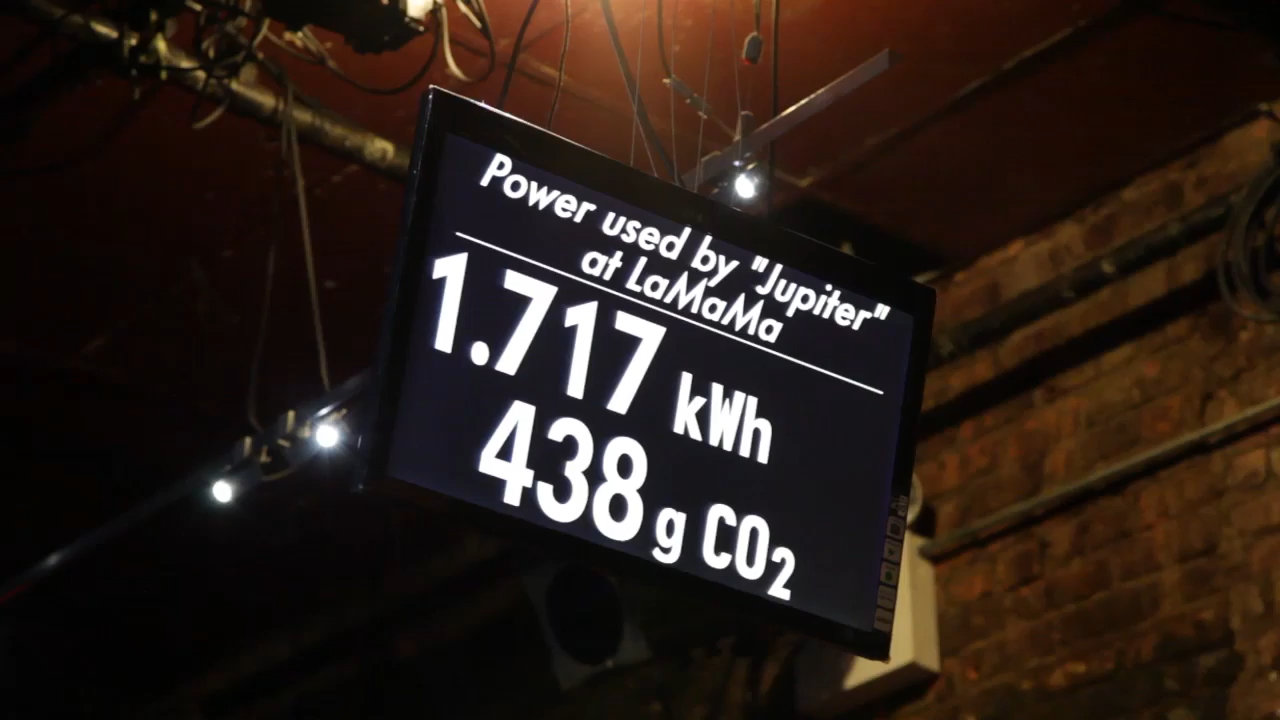 Power used by "Jupiter"
at LaMaMa
1.717 kWh
438 g CO₂